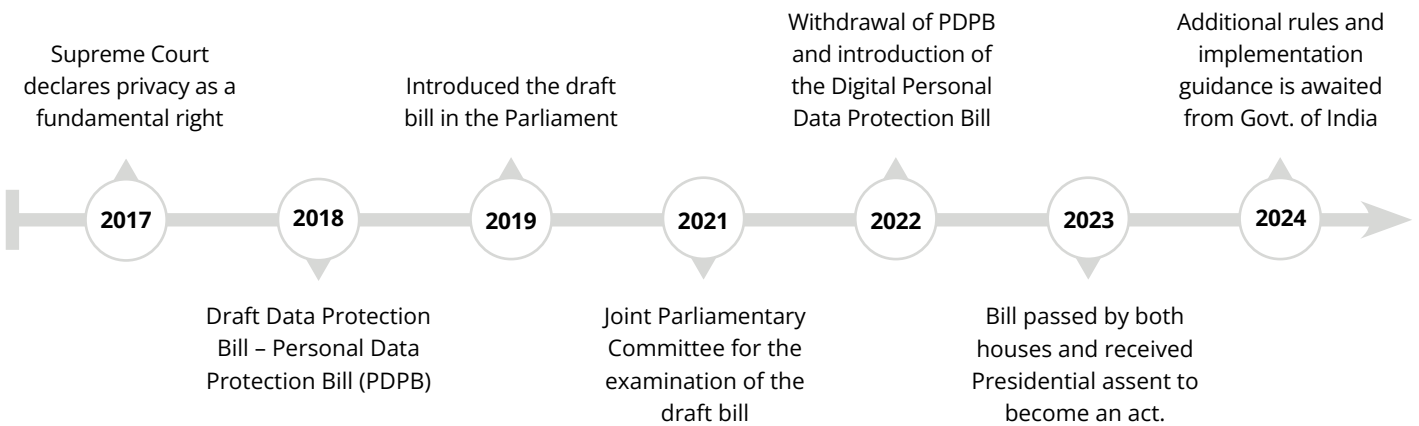 Supreme Court
declares privacy as a
fundamental right
2017
Draft Data Protection
Bill – Personal Data
Protection Bill (PDPB)
2018
Introduced the draft
bill in the Parliament
2019
Joint Parliamentary
Committee for the
examination of the
draft bill
2021
Withdrawal of PDPB
and introduction of
the Digital Personal
Data Protection Bill
2022
Bill passed by both
houses and received
Presidential assent to
become an act.
2023
Additional rules and
implementation
guidance is awaited
from Govt. of India
2024